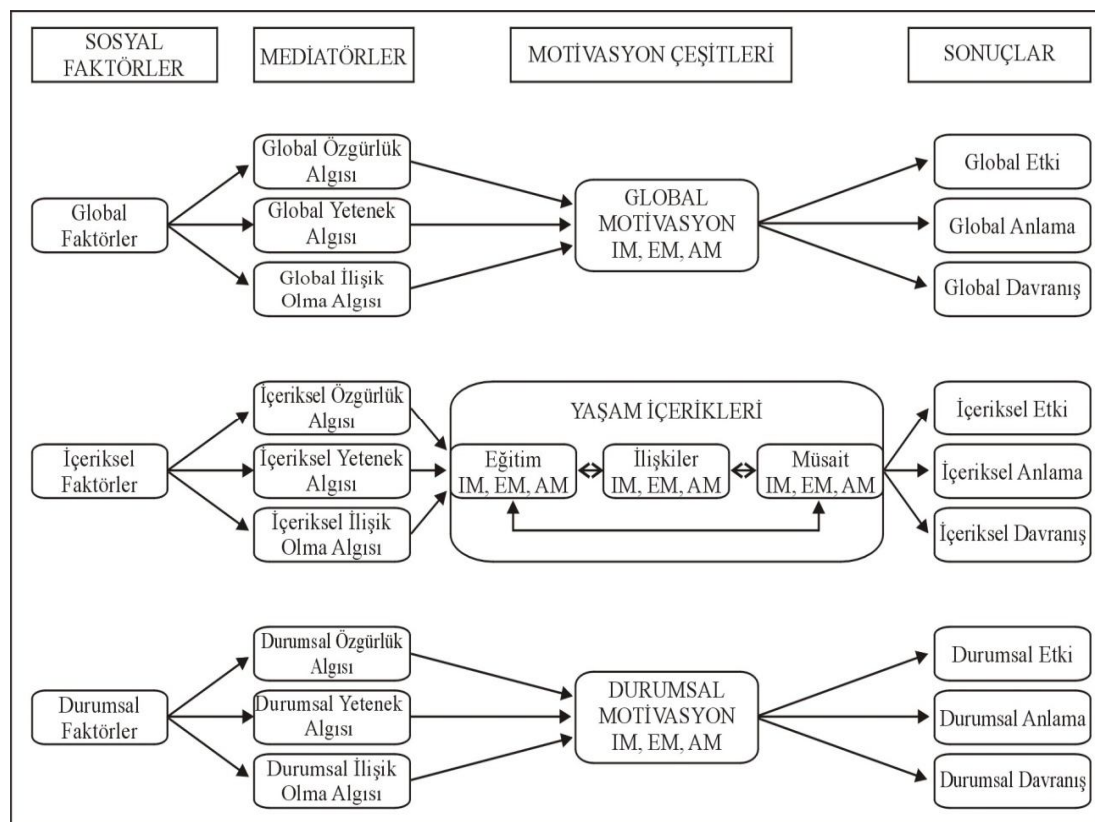 SOSYAL
FAKTÖRLER
MEDİATÖRLER
MOTİVASYON ÇEŞİTLERİ
SONUÇLAR
Global
Faktörler
Global Özgürlük
Algısı
Global Yetenek
Algısı
Global İlişik
Olma Algısı
GLOBAL
MOTİVASYON
IM, EM, AM
Global Etki
Global Anlama
Global Davranış
İçeriksel
Faktörler
İçeriksel Özgürlük
Algısı
İçeriksel Yetenek
Algısı
İçeriksel İlişik
Olma Algısı
YAŞAM İÇERİKLERİ
Eğitim
IM, EM, AM
İlişkiler
IM, EM, AM
Müsait
IM, EM, AM
İçeriksel Etki
İçeriksel Anlama
İçeriksel Davranış
Durumsal
Faktörler
Durumsal Özgürlük
Algısı
Durumsal Yetenek
Algısı
Durumsal İlişik
Olma Algısı
DURUMSAL
MOTİVASYON
IM, EM, AM
Durumsal Etki
Durumsal Anlama
Durumsal Davranış